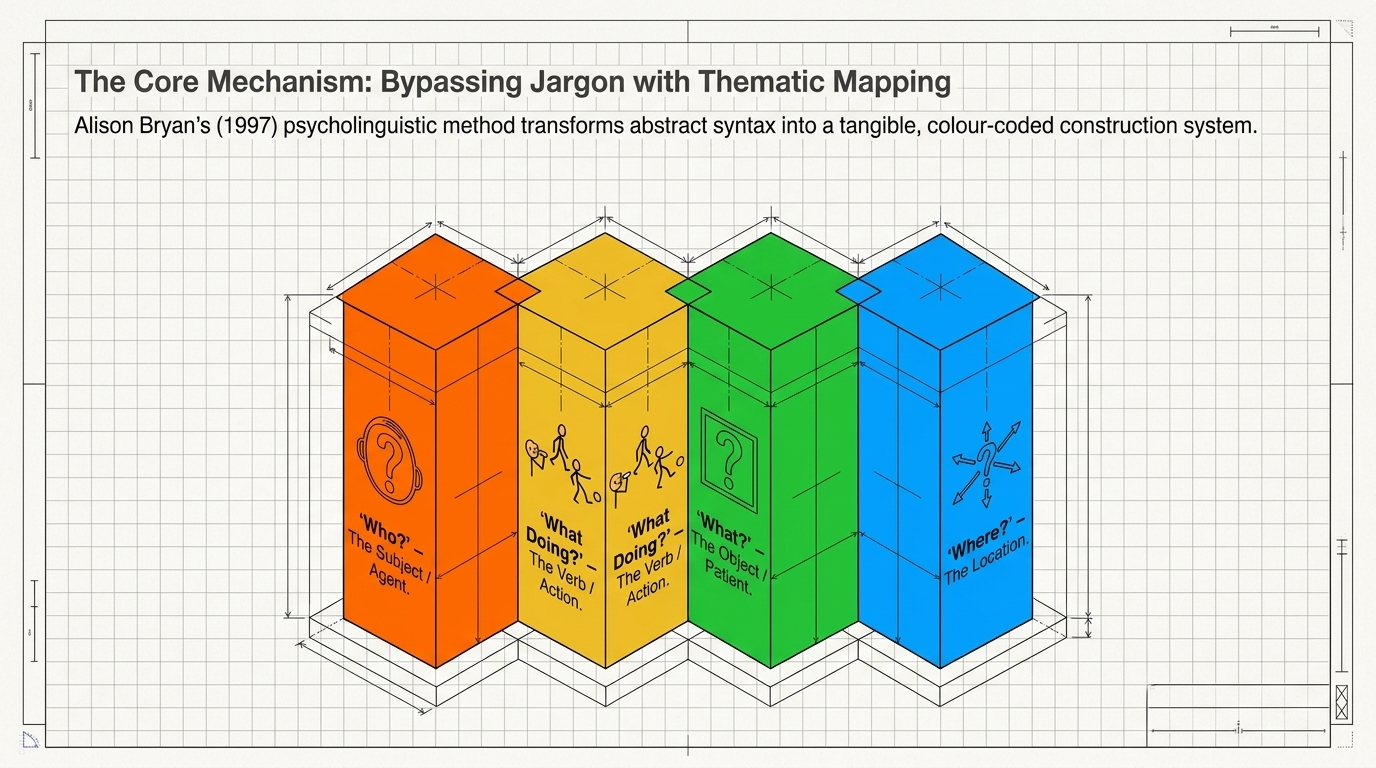 The Core Mechanism: Bypassing Jargon with Thematic Mapping
Alison Bryan's (1997) psycholinguistic method transforms abstract syntax into a tangible, colour-coded construction system.
‘Who?’ –
The Subject /
Agent.
‘What
Doing?’ –
The Verb /
Action.
‘What
Doing?’ –
The Verb /
Action.
‘What?’ –
The Object /
Patient.
‘Where?’ –
The Location.